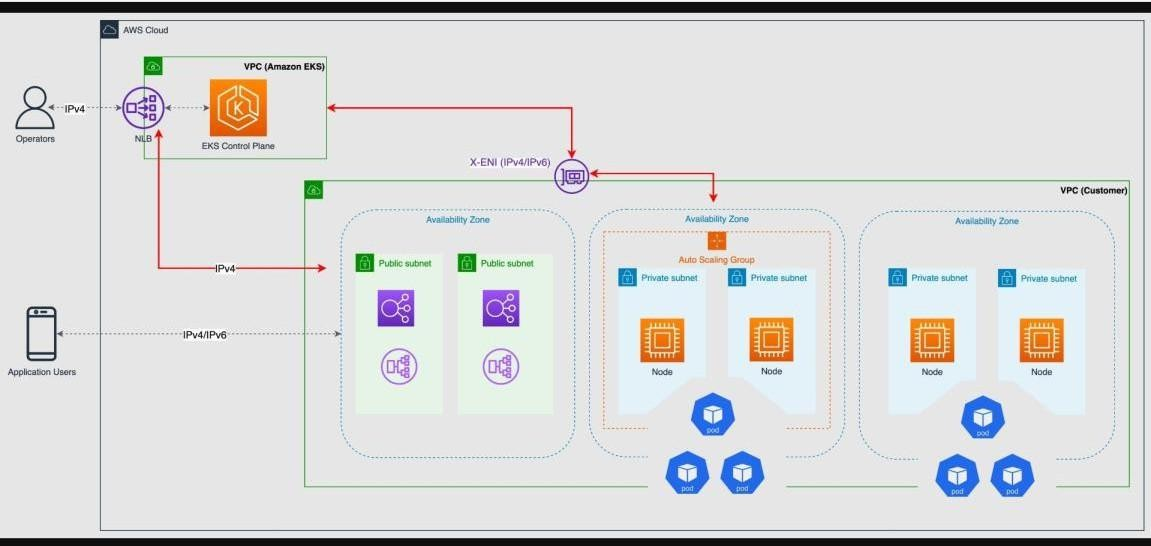 AWS Cloud
VPC (Amazon EKS)
IPv4
Operators
NLB
EKS Control Plane
X-ENI (IPv4/IPv6)
VPC (Customer)
Availability Zone
Availability Zone
Availability Zone
Auto Scaling Group
Public subnet
Public subnet
Private subnet
Private subnet
Private subnet
Private subnet
IPv4
IPv4/IPv6
Application Users
Node
Node
Node
Node
pod
pod
pod
pod
pod
pod